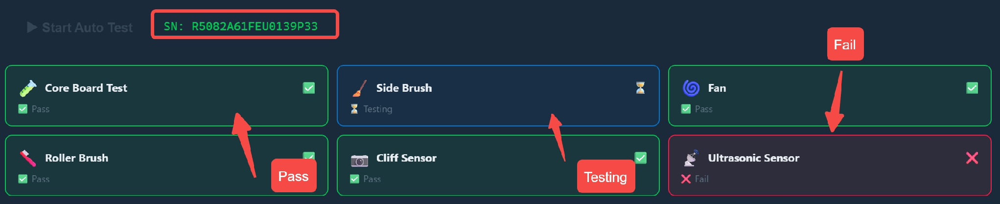 Start Auto Test
SN: R5082A61FEU0139P33
Fail
Core Board Test
Pass
Side Brush
Testing
Fan
Pass
Roller Brush
Pass
Pass
Cliff Sensor
Pass
Testing
Ultrasonic Sensor
Fail